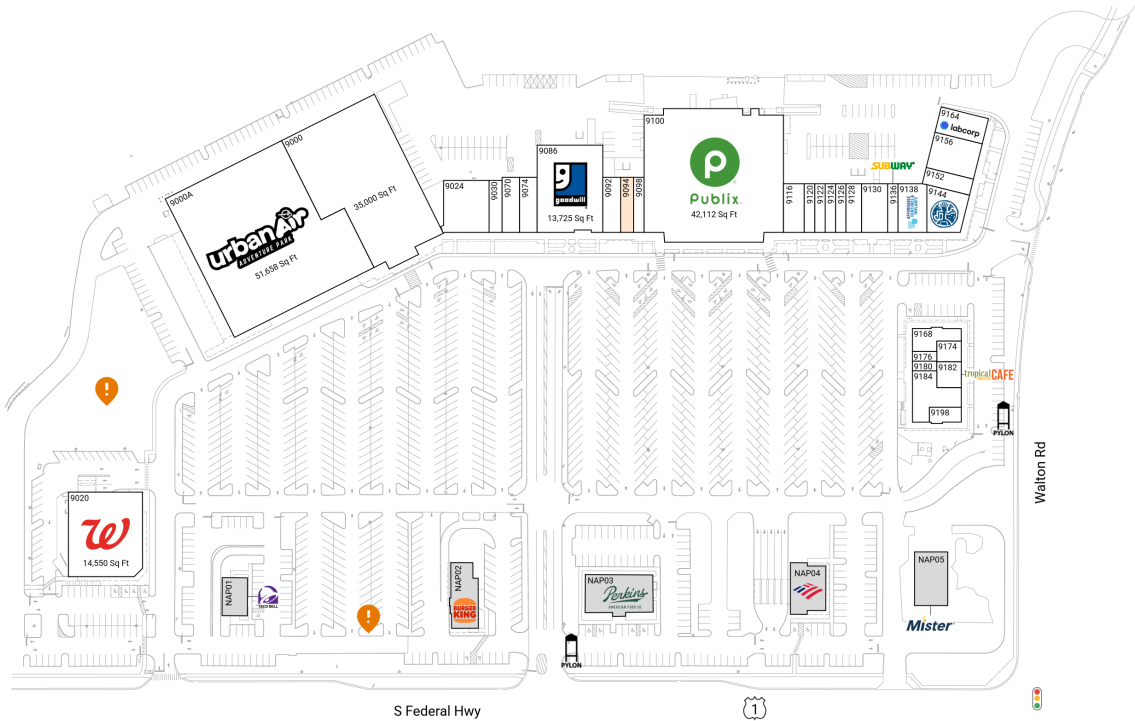 9164
labcorp
9156
9152
9144
SUBWAY
9100
Publix
42,112 Sq Ft
9000
35,000 Sq Ft
9000A
urban Air
ADVENTURE PARK
51,658 Sq Ft
9024
9030
9070
9074
9086
goodwill
13,725 Sq Ft
9092
9094
9098
9116
9120
9122
9124
9126
9128
9130
9136
9138
AFFORDABLE
DENTURES &
IMPLANTS
9168
9174
9176
9180
9182
9184
9198
tropical
CAFE
PYLON
Walton Rd
9020
W
14,550 Sq Ft
NAP01
TACO BELL
NAP02
BURGER
KING
NAP03
Perkins
AMERICAN FOOD CO.
NAP04
NAP05
Mister
PYLON
S Federal Hwy
1